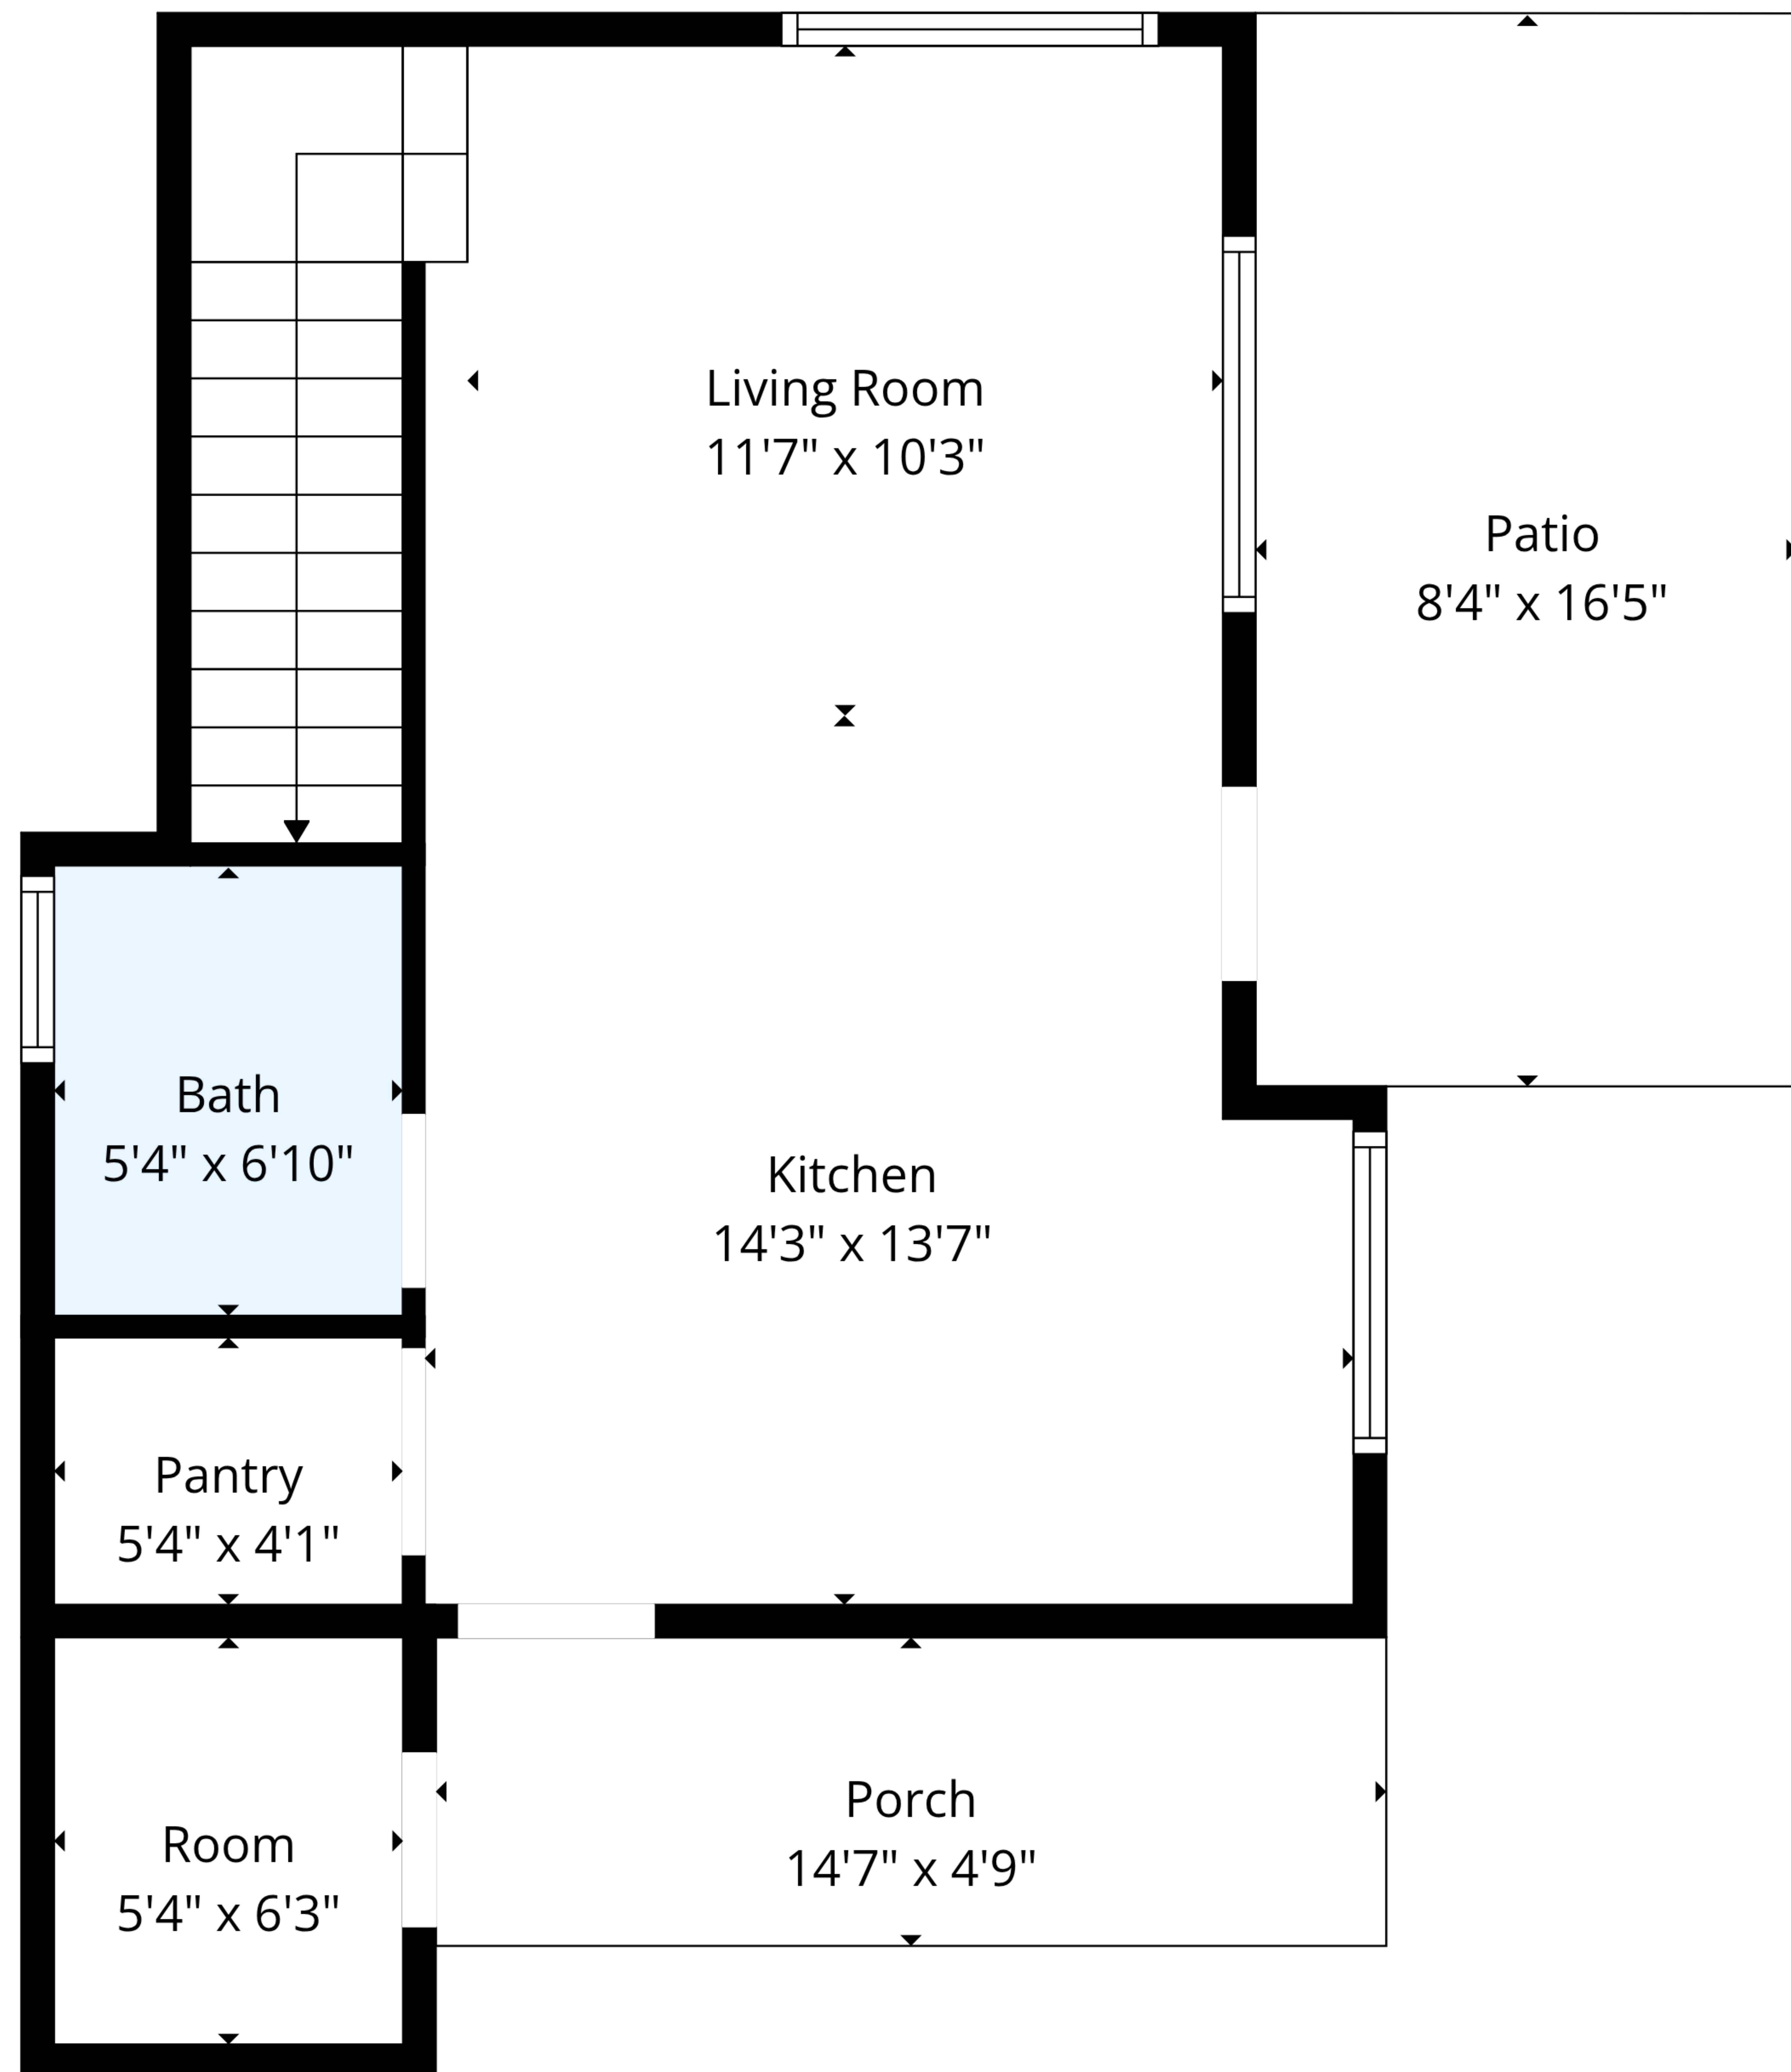 Living Room
11'7" x 10'3"
Patio
8'4" x 16'5"
Bath
5'4" x 6'10"
Kitchen
14'3" x 13'7"
Pantry
5'4" x 4'1"
Porch
14'7" x 4'9"
Room
5'4" x 6'3"